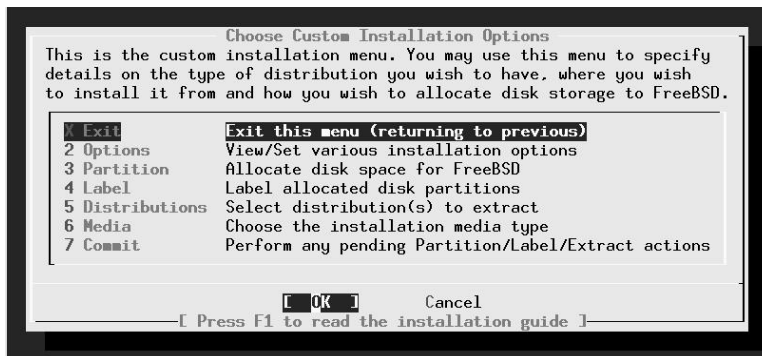 Choose Custom Installation Options
This is the custom installation menu. You may use this menu to specify
details on the type of distribution you wish to have, where you wish
to install it from and how you wish to allocate disk storage to FreeBSD.
X Exit Exit this menu (returning to previous)
2 Options View/Set various installation options
3 Partition Allocate disk space for FreeBSD
4 Label Label allocated disk partitions
5 Distributions Select distribution(s) to extract
6 Media Choose the installation media type
7 Commit Perform any pending Partition/Label/Extract actions
[ OK ] Cancel
[ Press F1 to read the installation guide ]